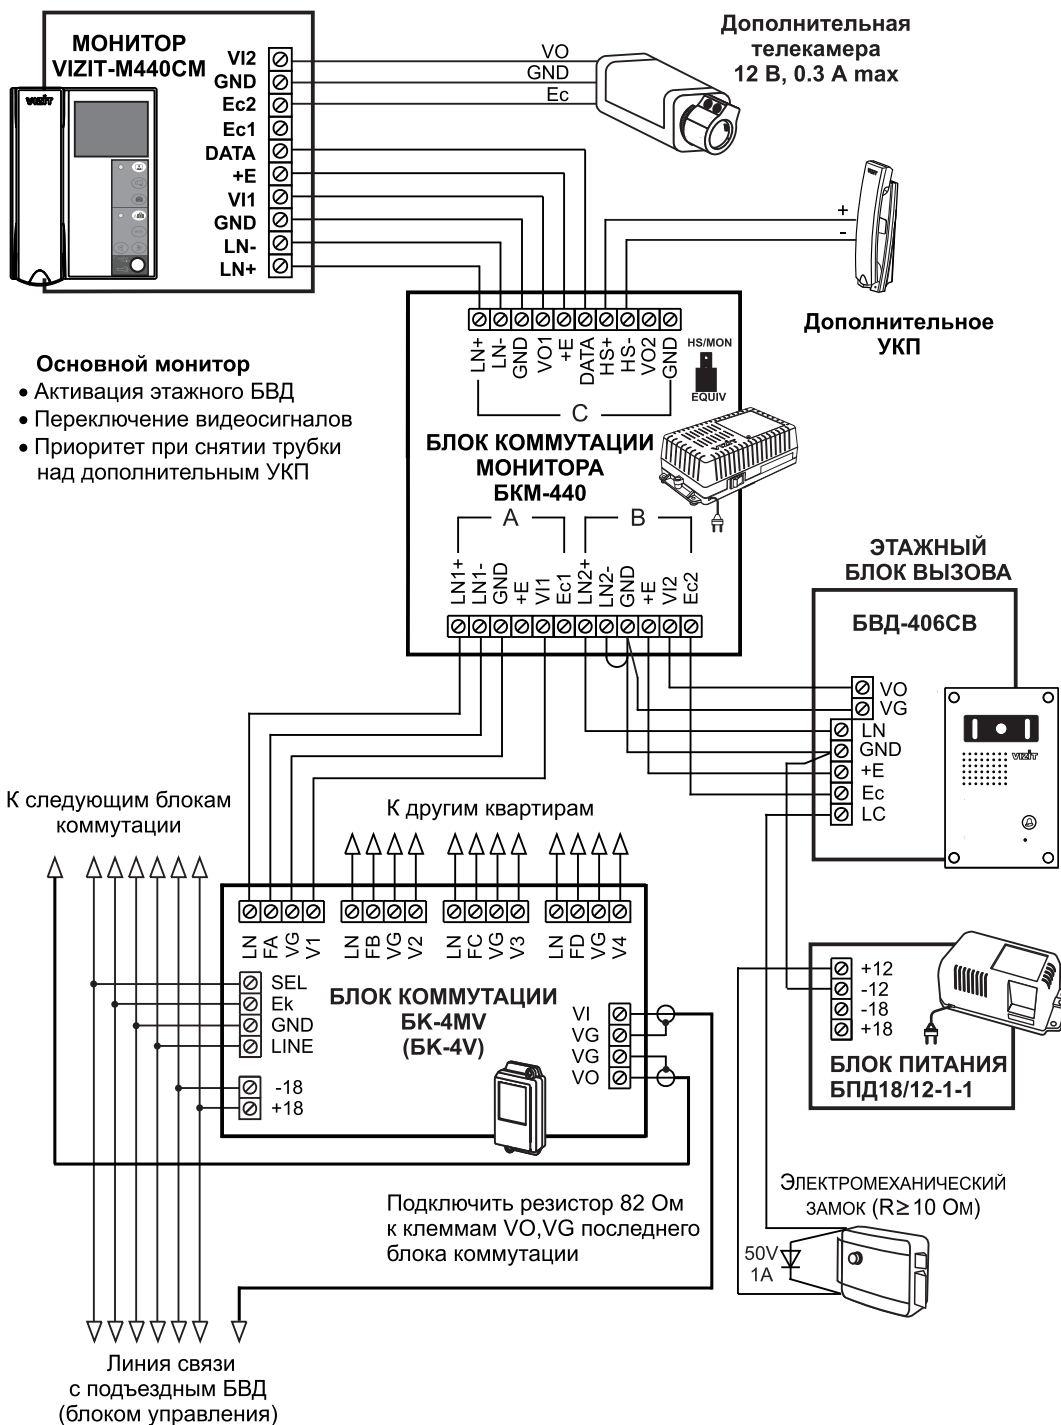 МОНИТОР
VIZIT-M440CM
VIZIT
VI2
GND
Ec2
Ec1
DATA
+E
VI1
GND
LN-
LN+
VO
GND
Ec
Дополнительная
телекамера
12 В, 0.3 А max
+
-
Дополнительное
УКП
Основной монитор
• Активация этажного БВД
• Переключение видеосигналов
• Приоритет при снятии трубки
над дополнительным УКП
LN+
LN-
GND
VO1
+E
DATA
HS+
HS-
VO2
GND
HS/MON
EQUIV
C
БЛОК КОММУТАЦИИ
МОНИТОРА
БКМ-440
A
B
LN1+
LN1-
GND
+E
VI1
Ec1
LN2+
LN2-
GND
+E
VI2
Ec2
ЭТАЖНЫЙ
БЛОК ВЫЗОВА
БВД-406CB
VO
VG
LN
GND
+E
Ec
LC
VIZIT
К следующим блокам
коммутации
К другим квартирам
LN
FA
VG
V1
LN
FB
VG
V2
LN
FC
VG
V3
LN
FD
VG
V4
SEL
Ek
GND
LINE
-18
+18
БЛОК КОММУТАЦИИ
БК-4MV
(БК-4V)
VI
VG
VG
VO
+12
-12
-18
+18
БЛОК ПИТАНИЯ
БПД18/12-1-1
Подключить резистор 82 Ом
к клеммам VO,VG последнего
блока коммутации
ЭЛЕКТРОМЕХАНИЧЕСКИЙ
ЗАМОК (R≥10 ОМ)
50V
1A
Линия связи
с подъездным БВД
(блоком управления)